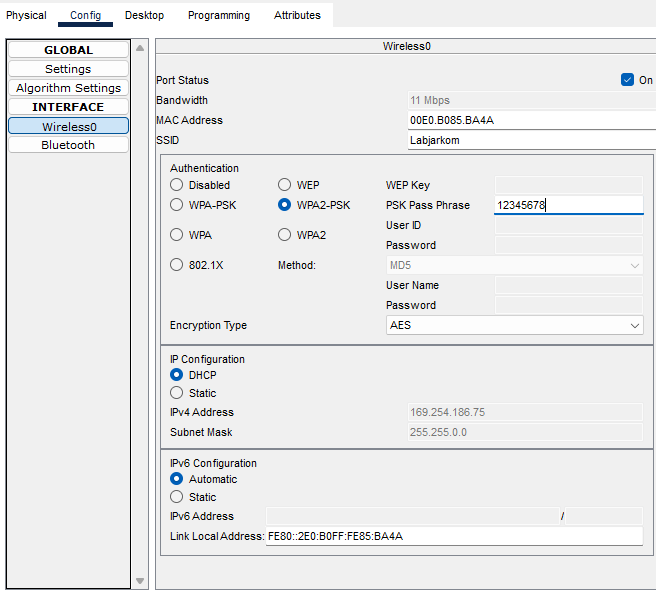 Physical Config Desktop Programming Attributes
GLOBAL
Settings
Algorithm Settings
INTERFACE
Wireless0
Bluetooth
Wireless0
Port Status On
Bandwidth 11 Mbps
MAC Address 00E0.B085.BA4A
SSID Labjarkom
Authentication
Disabled WEP WEP Key
WPA-PSK WPA2-PSK PSK Pass Phrase 12345678
User ID
WPA WPA2
Password
802.1X Method: MD5
User Name
Password
Encryption Type AES
IP Configuration
DHCP
Static
IPv4 Address 169.254.186.75
Subnet Mask 255.255.0.0
IPv6 Configuration
Automatic
Static
IPv6 Address /
Link Local Address: FE80::2E0:B0FF:FE85:BA4A